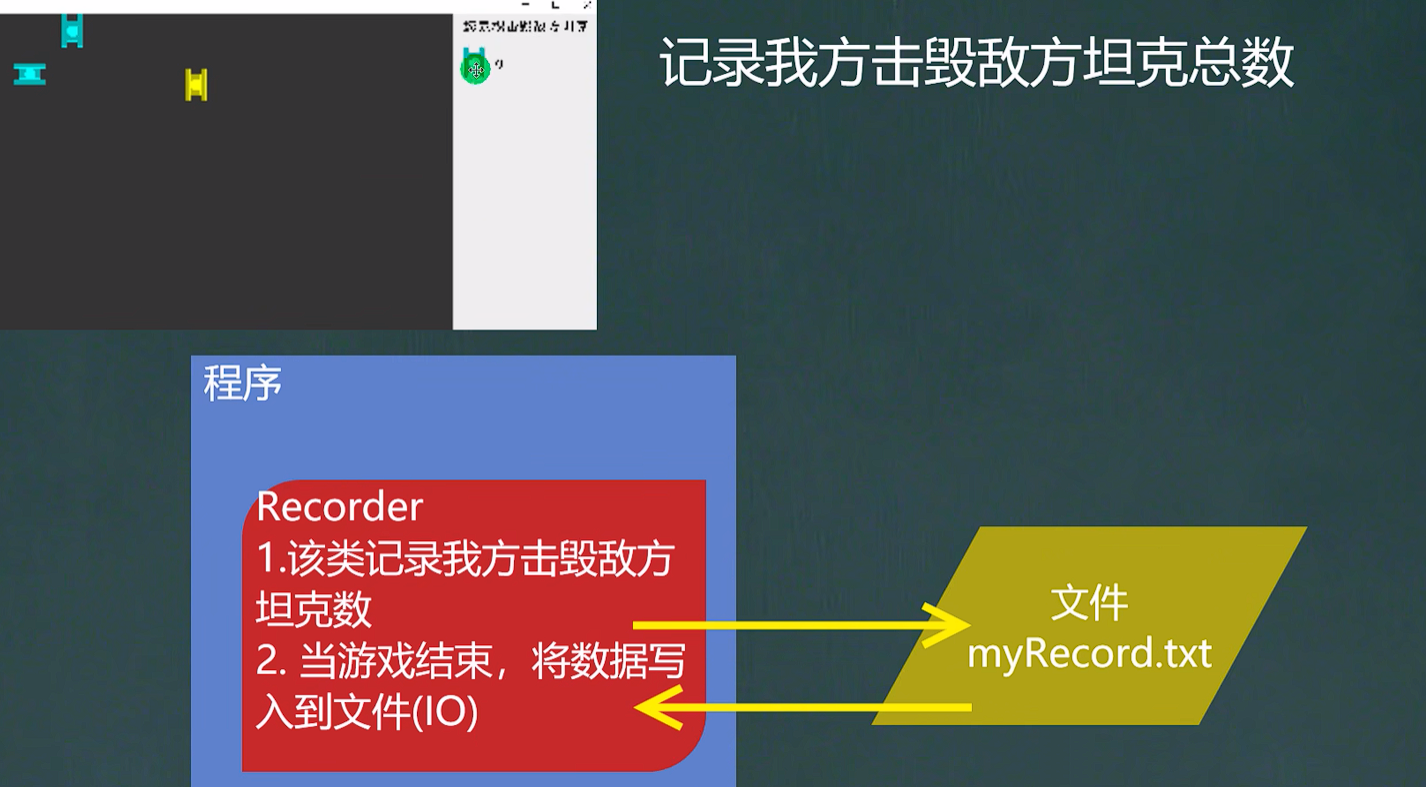 记录我方击毁敌方坦克总数
程序
Recorder
1.该类记录我方击毁敌方
坦克数
2. 当游戏结束，将数据写
入到文件(IO)
文件
myRecord.txt